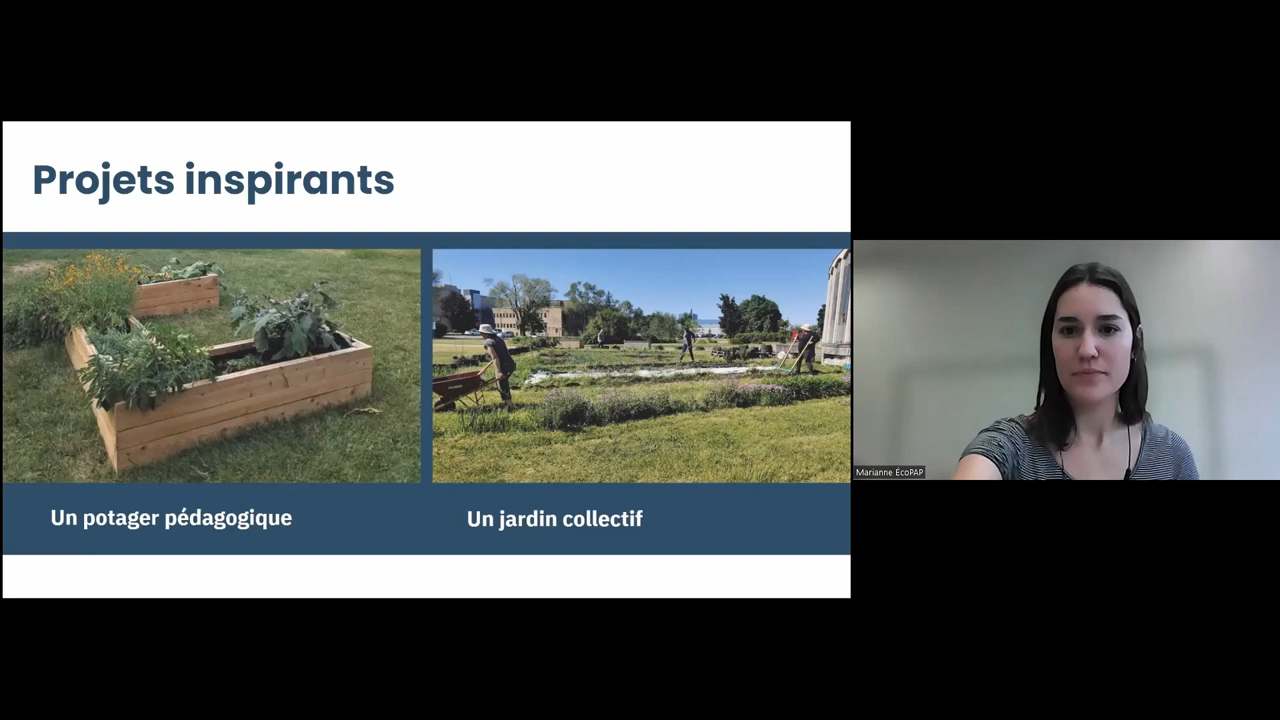 Projets inspirants
Un potager pédagogique
Un jardin collectif
Marianne ÉcoPAP